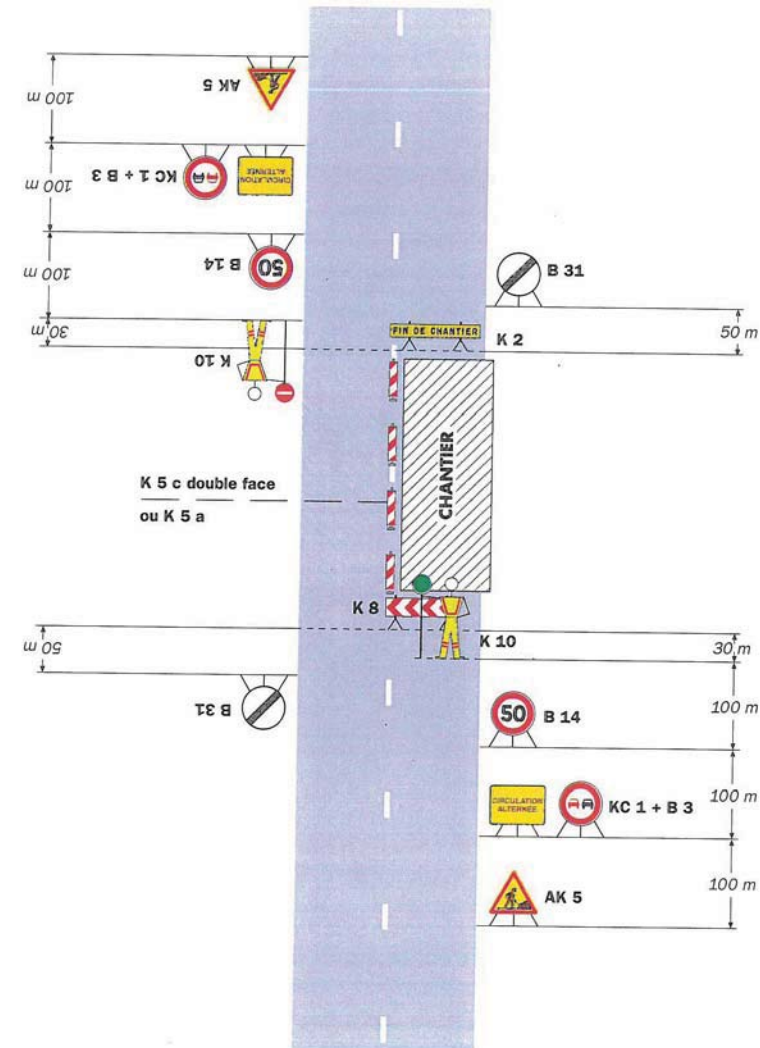 AK 5
100 m
KC 1 + B 3
CIRCULATION
ALTERNÉE
100 m
B 14
50
100 m
B 31
50 m
FIN DE CHANTIER
K 2
30 m
K 10
CHANTIER
K 5 c double face
ou K 5 a
K 8
K 10
30 m
50 m
B 31
50
B 14
100 m
CIRCULATION
ALTERNÉE
KC 1 + B 3
100 m
AK 5
100 m